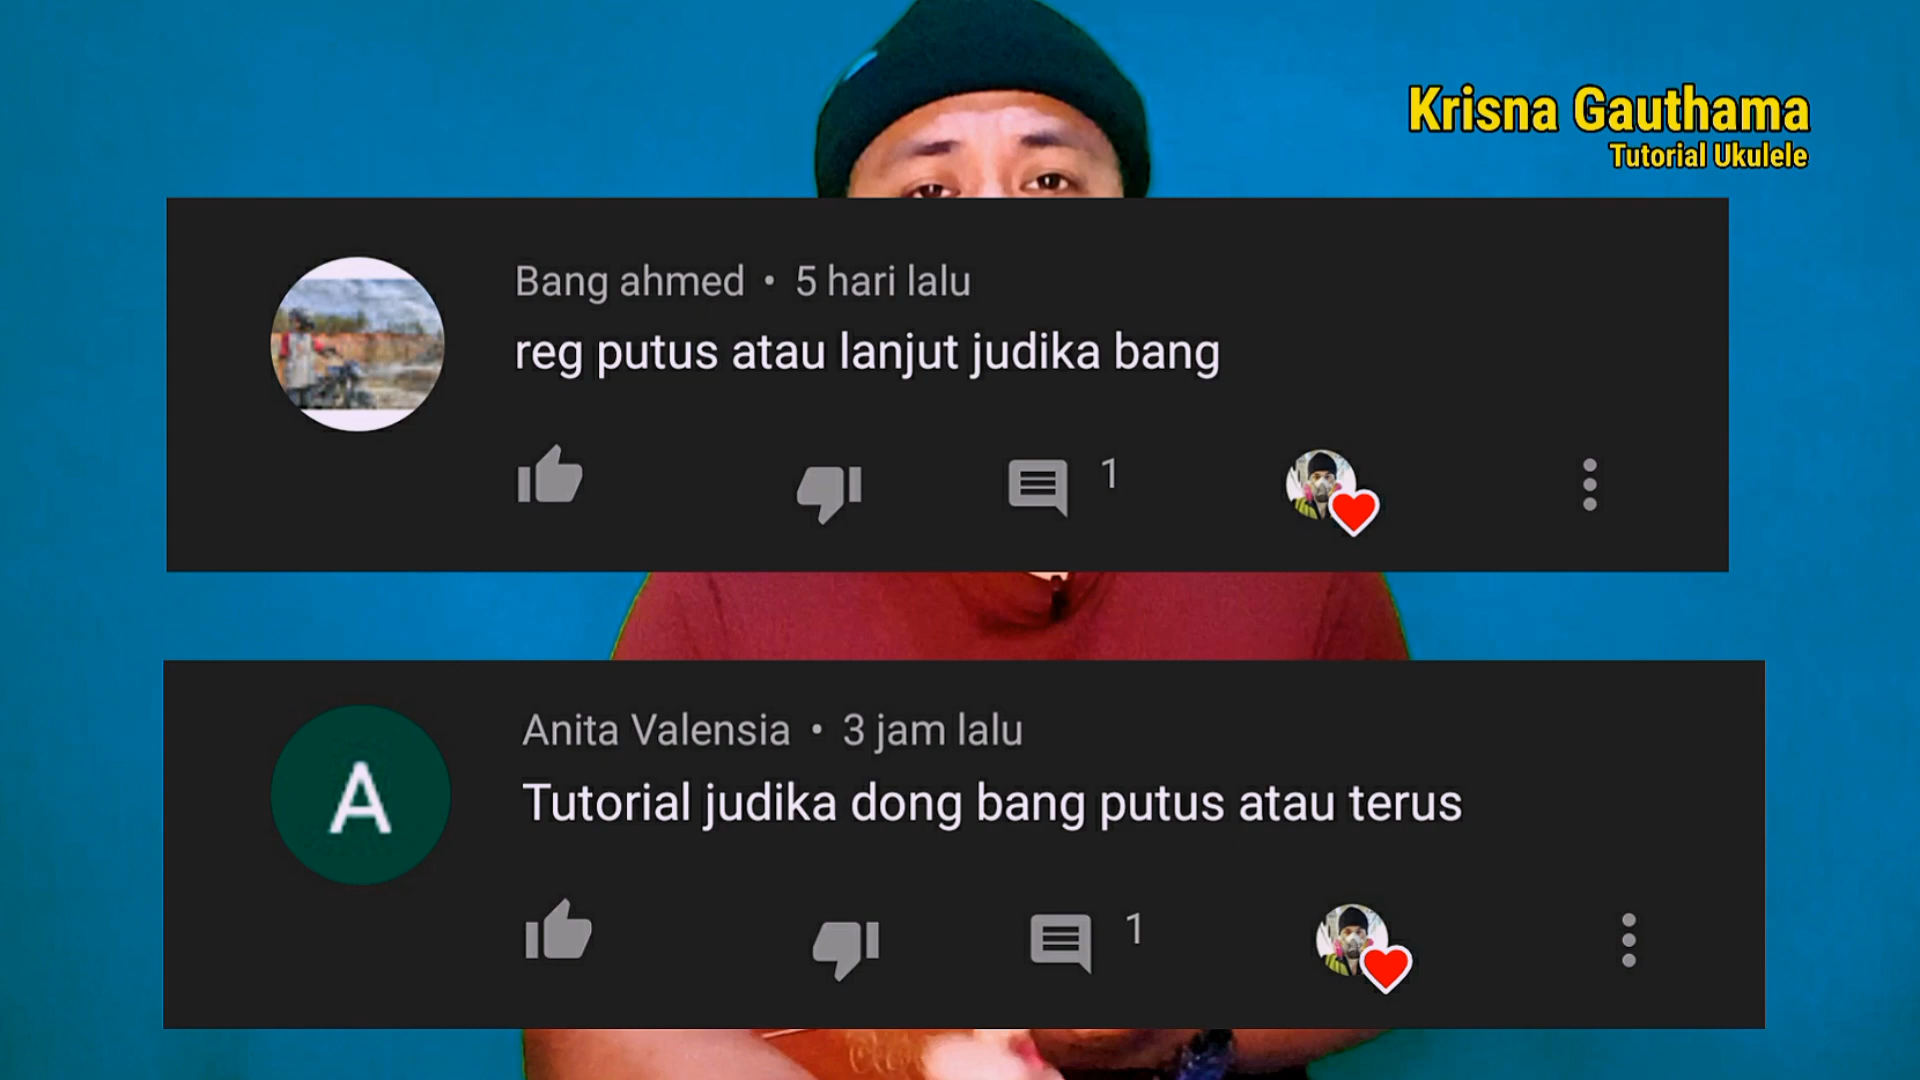 Krisna Gauthama
Tutorial Ukulele
Bang ahmed • 5 hari lalu
reg putus atau lanjut judika bang
1
A
Anita Valensia • 3 jam lalu
Tutorial judika dong bang putus atau terus
1